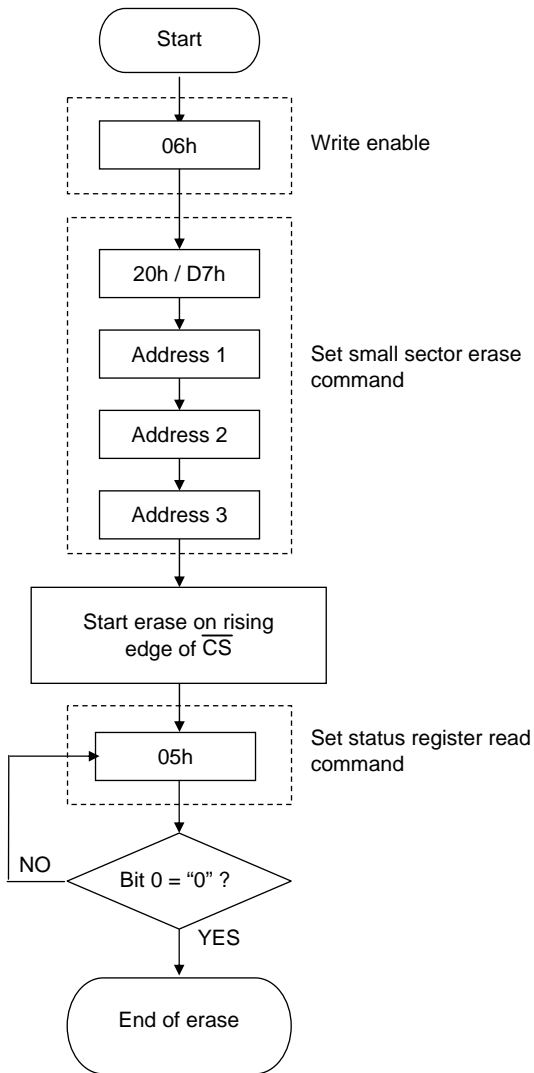 Start
06h
Write enable
20h / D7h
Address 1
Set small sector erase
command
Address 2
Address 3
Start erase on rising
edge of C̅S̅
Set status register read
command
05h
NO
Bit 0 = “0” ?
YES
End of erase